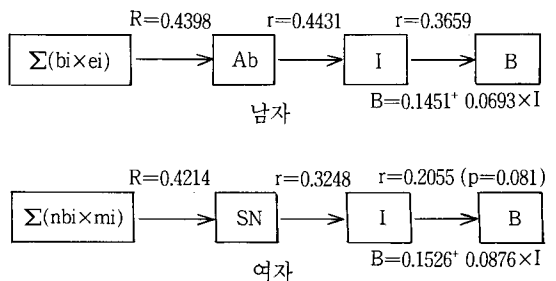 R=0.4398 r=0.4431 r=0.3659
Σ(bi×ei) Ab I B
B=0.1451⁺ 0.0693×I
남자
R=0.4214 r=0.3248 r=0.2055 (p=0.081)
Σ(nbi×mi) SN I B
B=0.1526⁺ 0.0876×I
여자